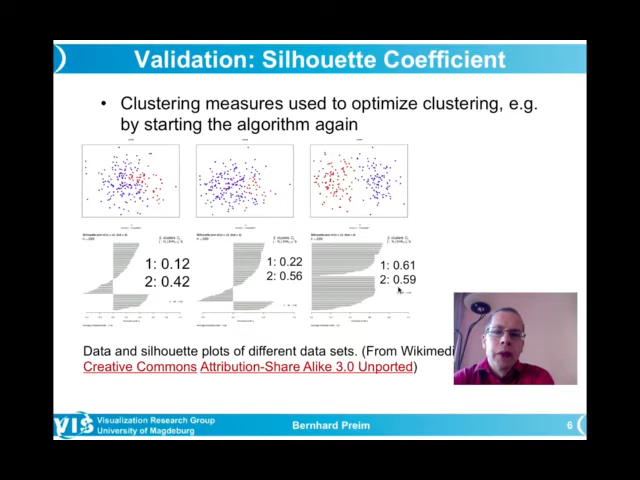 Validation: Silhouette Coefficient
• Clustering measures used to optimize clustering, e.g.
by starting the algorithm again
1: 0.12
2: 0.42
1: 0.22
2: 0.56
1: 0.61
2: 0.59
Data and silhouette plots of different data sets. (From Wikimedi
Creative Commons Attribution-Share Alike 3.0 Unported)
VIS
Visualization Research Group
University of Magdeburg
Bernhard Preim
6